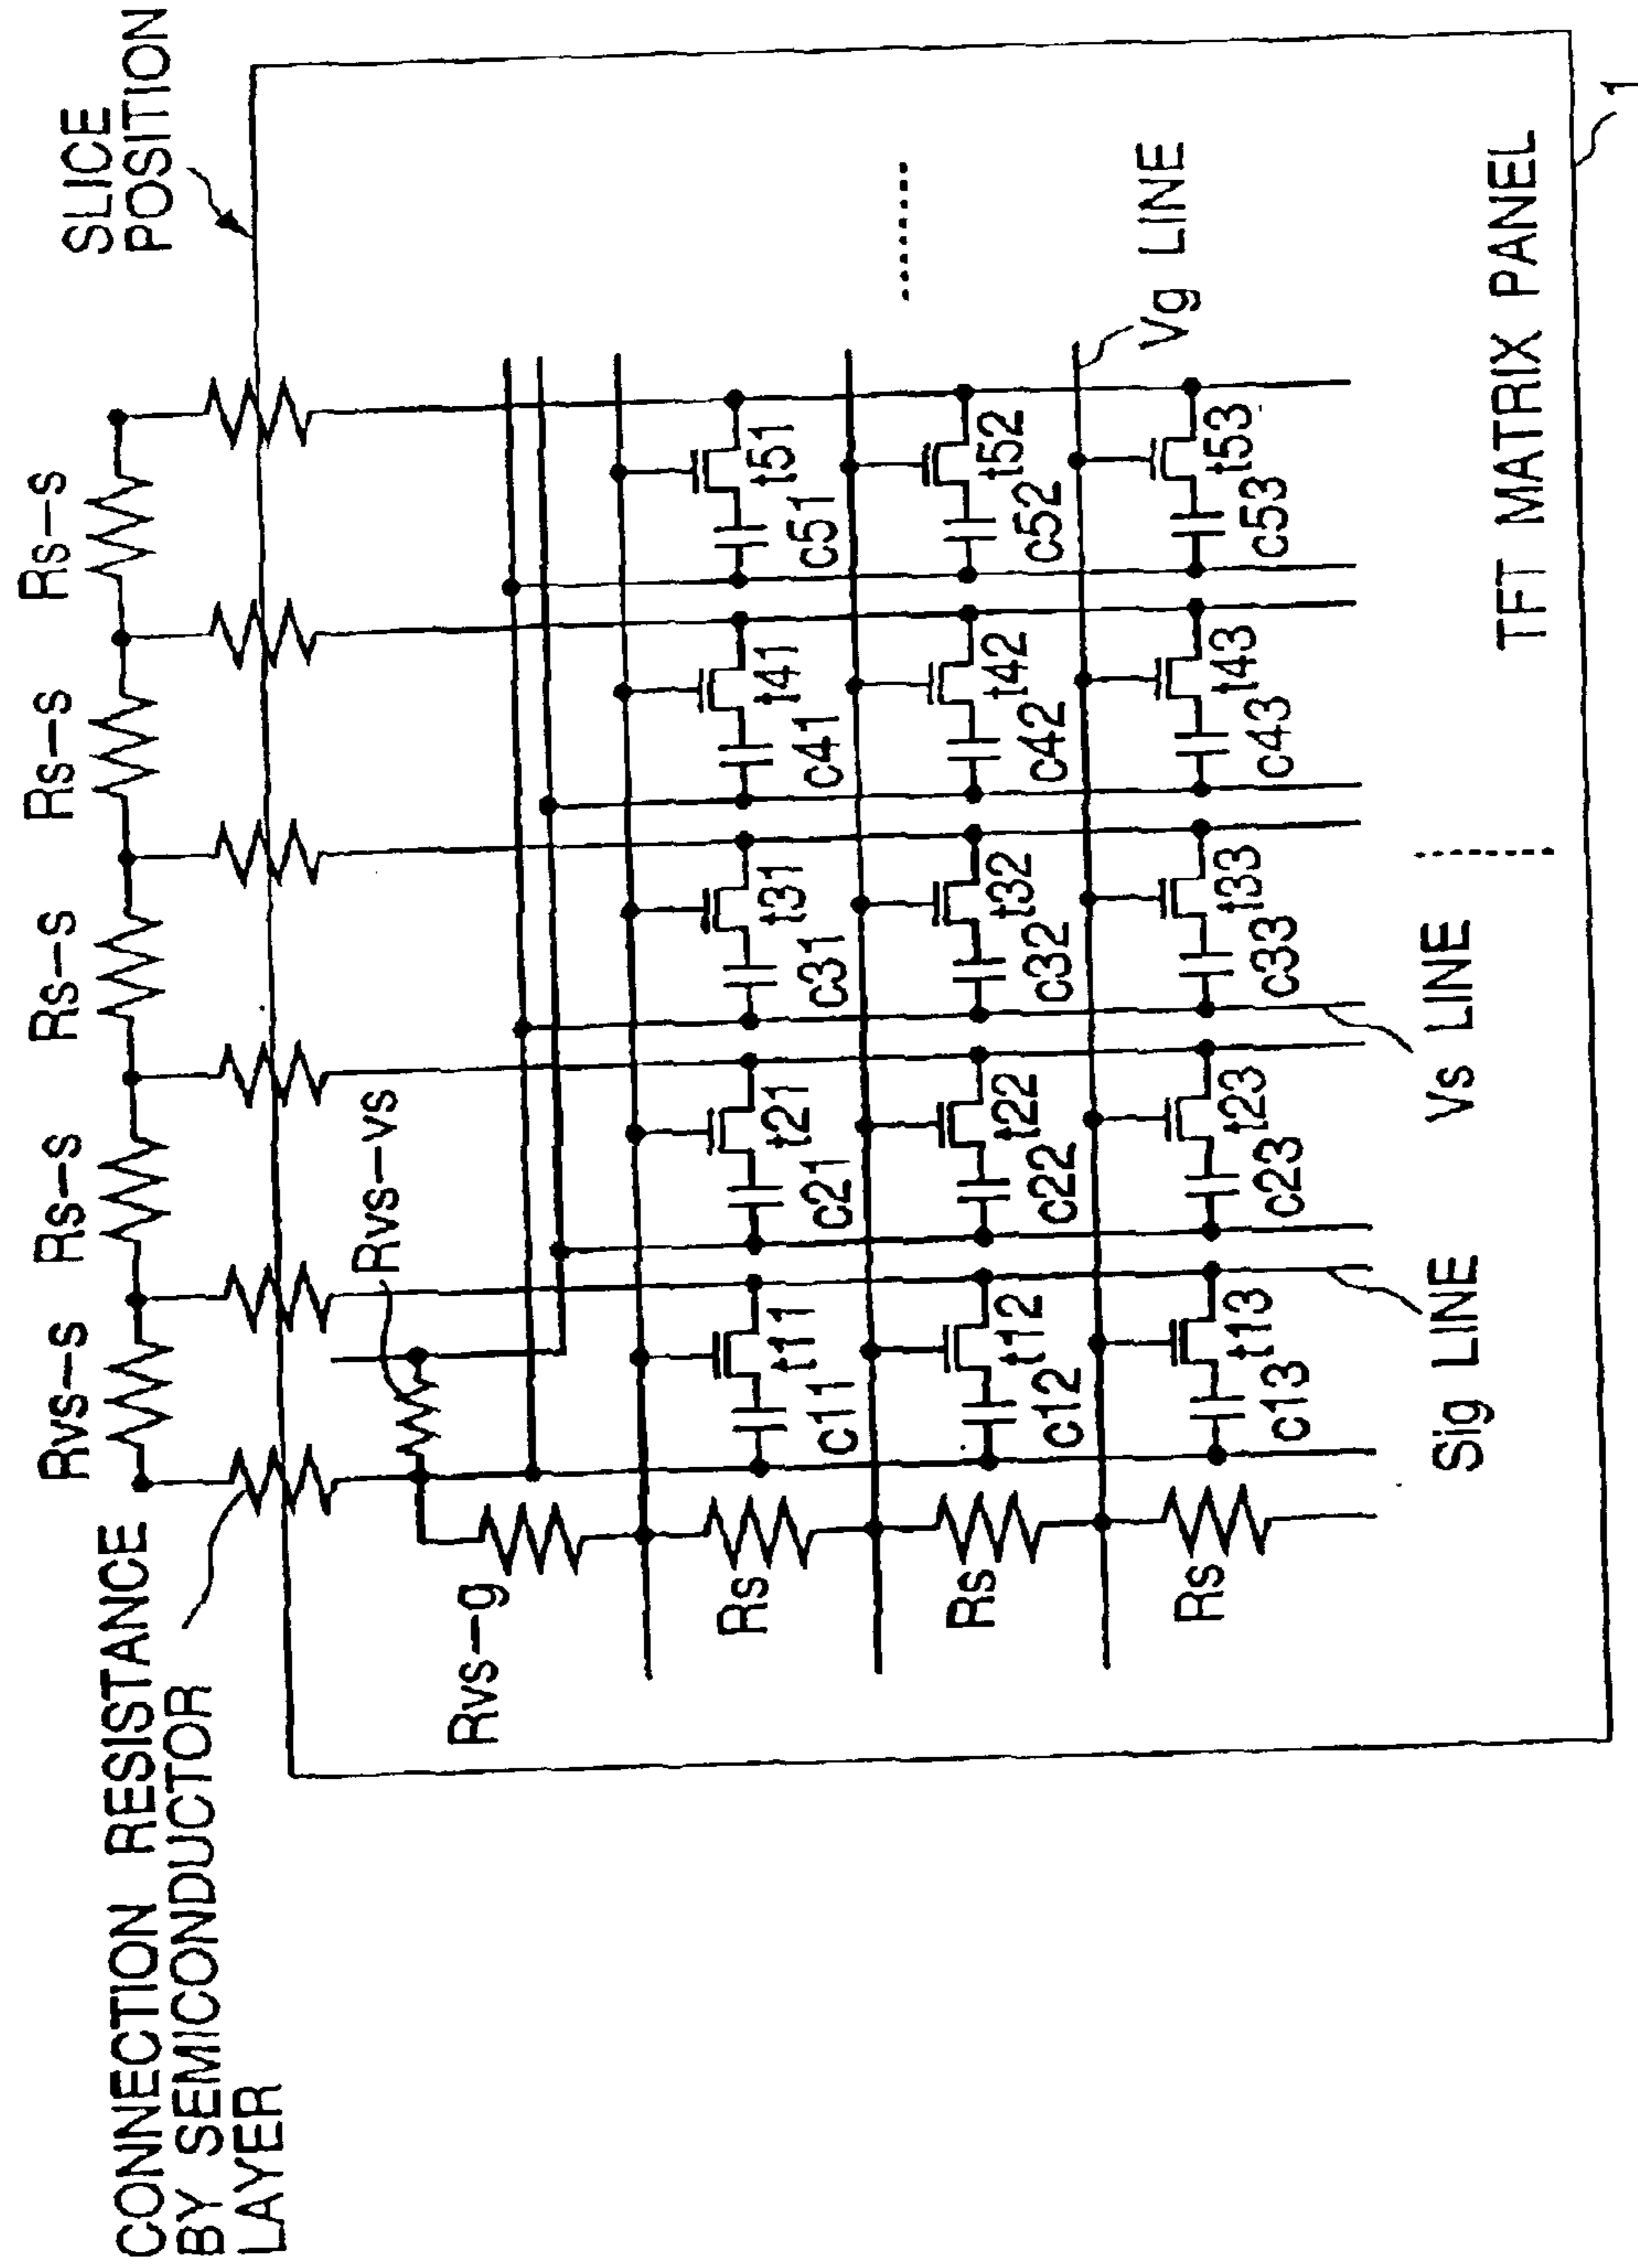 CONNECTION RESISTANCE
BY SEMICONDUCTOR
LAYER
Rvs-s
Rs-s
Rs-s
Rs-s
Rs-s
SLICE
POSITION
Rvs-vs
Rvs-g
Rs
Rs
Rs
c11 t11
c21 t21
c31 t31
c41 t41
c51 t51
c12 t12
c22 t22
c32 t32
c42 t42
c52 t52
c13 t13
c23 t23
c33 t33
c43 t43
c53 t53
Vg LINE
Sig LINE
Vs LINE
TFT MATRIX PANEL
1